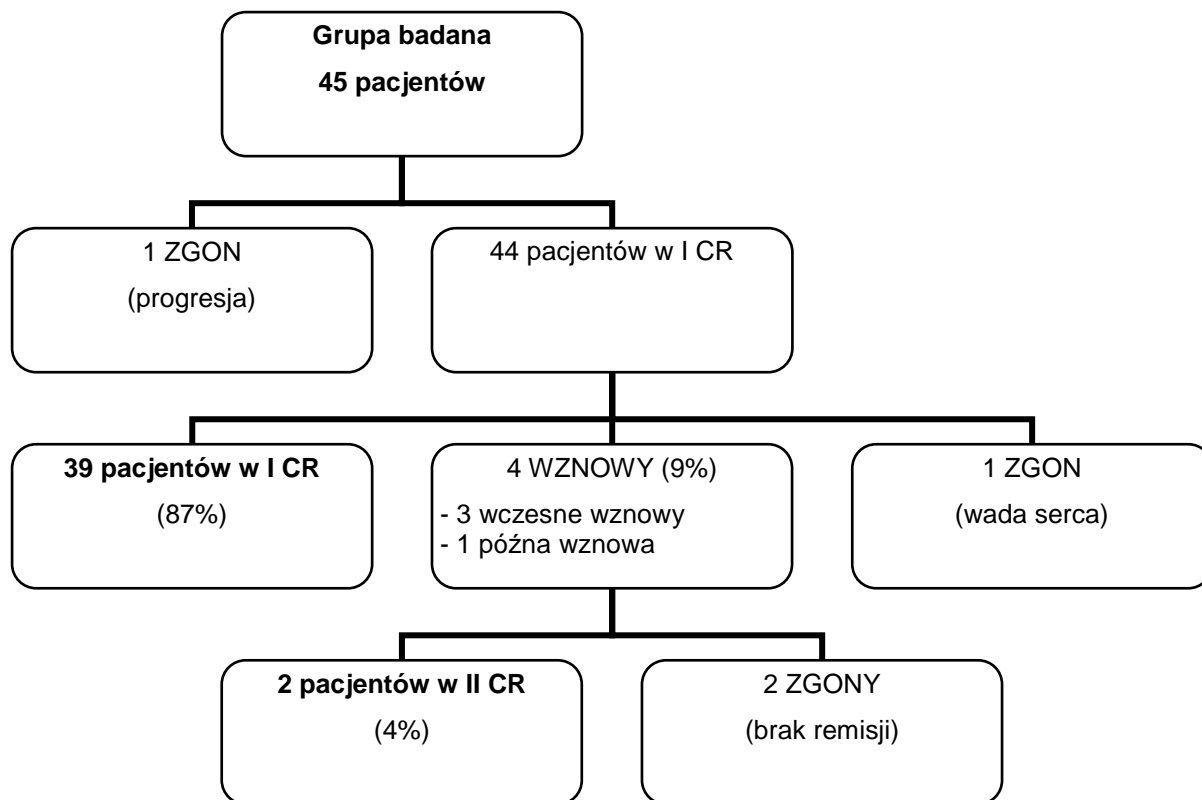 Grupa badana
45 pacjentów
1 ZGON
(progresja)
44 pacjentów w I CR
39 pacjentów w I CR
(87%)
4 WZNOWY (9%)
- 3 wczesne wznowy
- 1 późna wznowa
1 ZGON
(wada serca)
2 pacjentów w II CR
(4%)
2 ZGONY
(brak remisji)